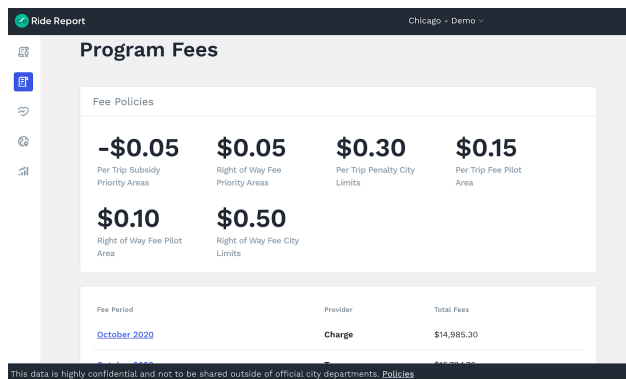 Ride Report
Chicago - Demo
Program Fees
Fee Policies
-$0.05 $0.05 $0.30 $0.15
Per Trip Subsidy Right of Way Fee Per Trip Penalty City Per Trip Fee Pilot
Priority Areas Priority Areas Limits Area
$0.10 $0.50
Right of Way Fee Pilot Right of Way Fee City
Area Limits
Fee Period Provider Total Fees
October 2020 Charge $14,985.30
This data is highly confidential and not to be shared outside of official city departments. Policies